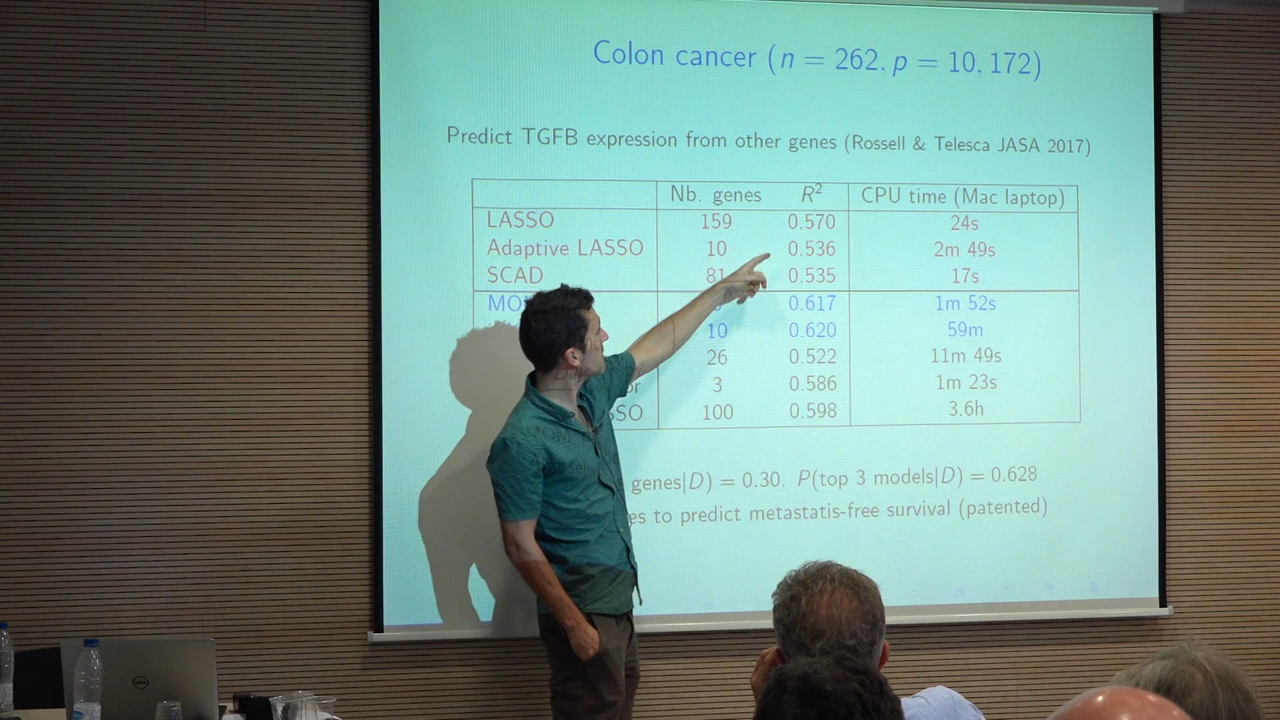 Colon cancer (n = 262, p = 10, 172)
Predict TGFB expression from other genes (Rossell & Telesca JASA 2017)
Nb. genes R² CPU time (Mac laptop)
LASSO 159 0.570 24s
Adaptive LASSO 10 0.536 2m 49s
SCAD 81 0.535 17s
0.617 1m 52s
10 0.620 59m
26 0.522 11m 49s
3 0.586 1m 23s
100 0.598 3.6h
genes|D) = 0.30. P(top 3 models|D) = 0.628
to predict metastatis-free survival (patented)
DELL